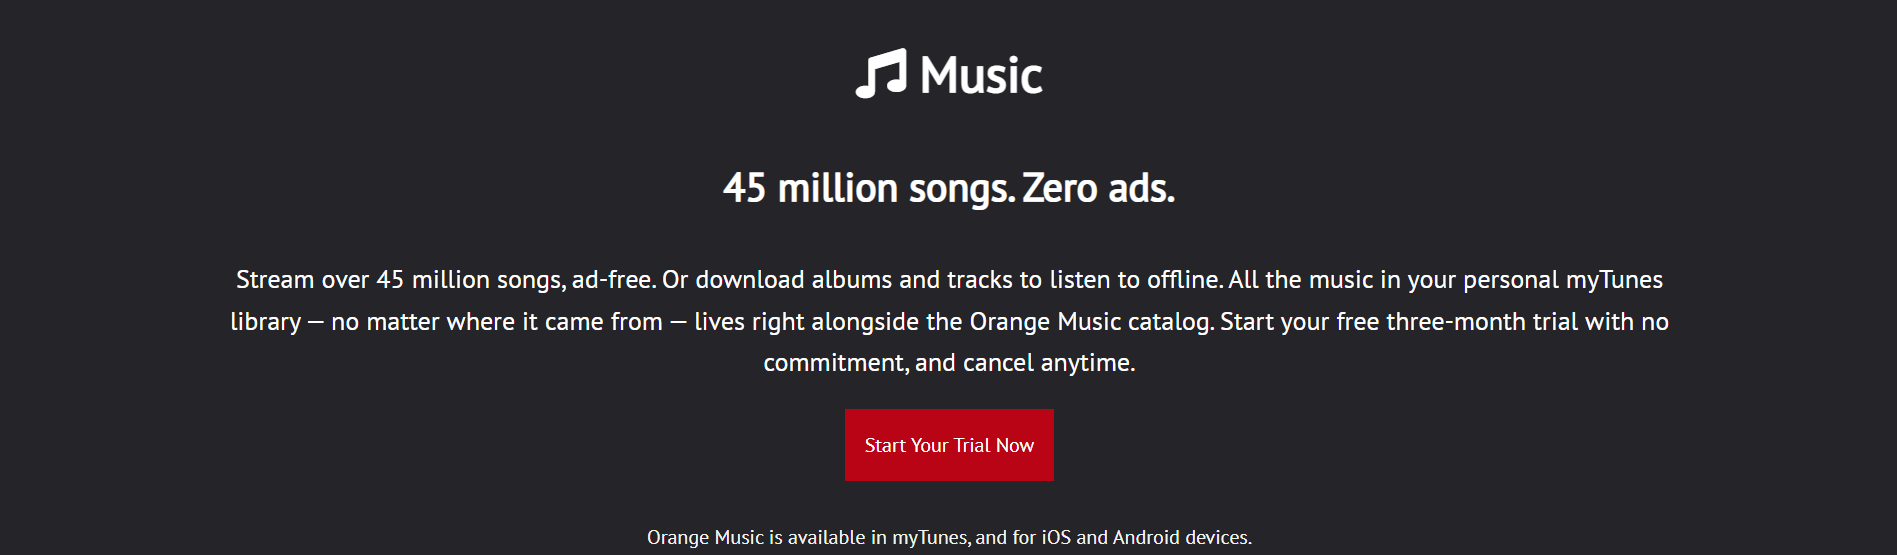 Music
45 million songs. Zero ads.
Stream over 45 million songs, ad-free. Or download albums and tracks to listen to offline. All the music in your personal myTunes
library — no matter where it came from — lives right alongside the Orange Music catalog. Start your free three-month trial with no
commitment, and cancel anytime.
Start Your Trial Now
Orange Music is available in myTunes, and for iOS and Android devices.